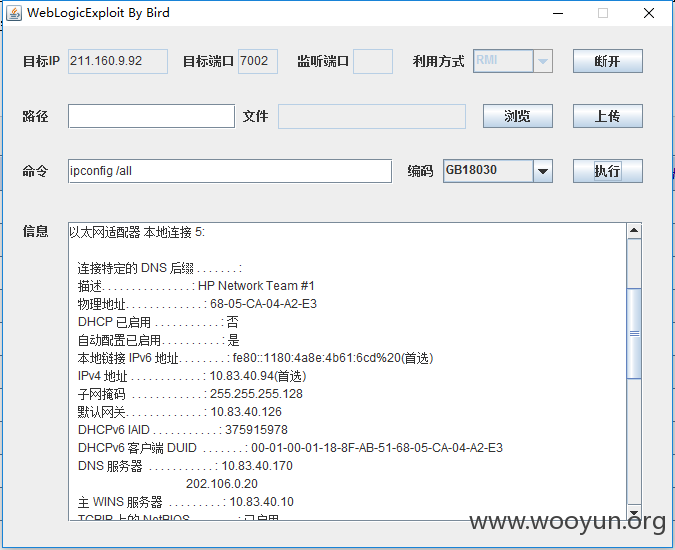 WebLogicExploit By Bird
目标IP 211.160.9.92 目标端口 7002 监听端口 利用方式 RMI 断开
路径 文件 浏览 上传
命令 ipconfig /all 编码 GB18030 执行
信息
以太网适配器 本地连接 5:
连接特定的 DNS 后缀 . . . . . . . :
描述. . . . . . . . . . . . . . . : HP Network Team #1
物理地址. . . . . . . . . . . . . : 68-05-CA-04-A2-E3
DHCP 已启用 . . . . . . . . . . . : 否
自动配置已启用. . . . . . . . . . : 是
本地链接 IPv6 地址. . . . . . . . : fe80::1180:4a8e:4b61:6cd%20(首选)
IPv4 地址 . . . . . . . . . . . . : 10.83.40.94(首选)
子网掩码 . . . . . . . . . . . . : 255.255.255.128
默认网关. . . . . . . . . . . . . : 10.83.40.126
DHCPv6 IAID . . . . . . . . . . . : 375915978
DHCPv6 客户端 DUID . . . . . . . : 00-01-00-01-18-8F-AB-51-68-05-CA-04-A2-E3
DNS 服务器 . . . . . . . . . . . : 10.83.40.170
202.106.0.20
主 WINS 服务器 . . . . . . . . . : 10.83.40.10
TCPIP 上的 NetBIOS . . . . . . . : 已启用
www.wooyun.org